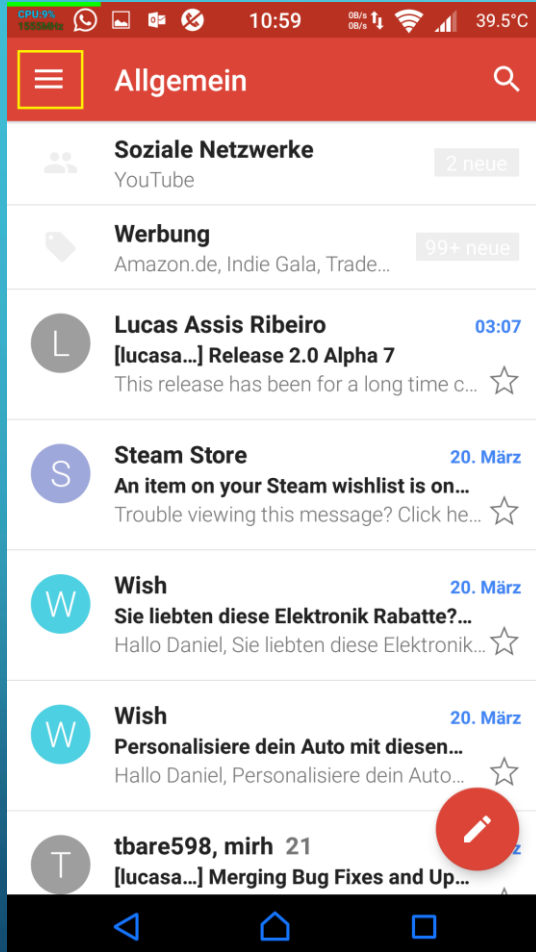 CPU:9%
1555MHz
10:59
0B/s
0B/s
39.5°C
Allgemein
Soziale Netzwerke
2 neue
YouTube
Werbung
99+ neue
Amazon.de, Indie Gala, Trade...
L
Lucas Assis Ribeiro
03:07
[lucasa...] Release 2.0 Alpha 7
This release has been for a long time c...
S
Steam Store
20. März
An item on your Steam wishlist is on...
Trouble viewing this message? Click he...
W
Wish
20. März
Sie liebten diese Elektronik Rabatte?...
Hallo Daniel, Sie liebten diese Elektronik...
W
Wish
20. März
Personalisiere dein Auto mit diesen...
Hallo Daniel, Personalisiere dein Auto...
T
tbare598, mirh 21
[lucasa...] Merging Bug Fixes and Up...